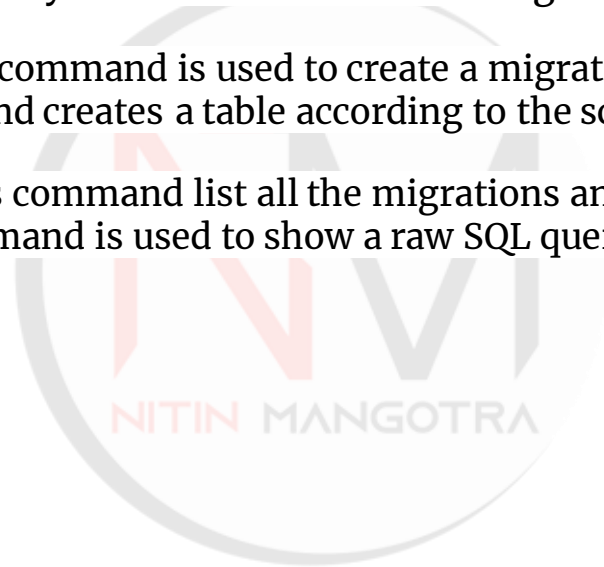 command is used to create a migrat
nd creates a table according to the sc
s command list all the migrations an
mand is used to show a raw SQL quer
NITIN MANGOTRA